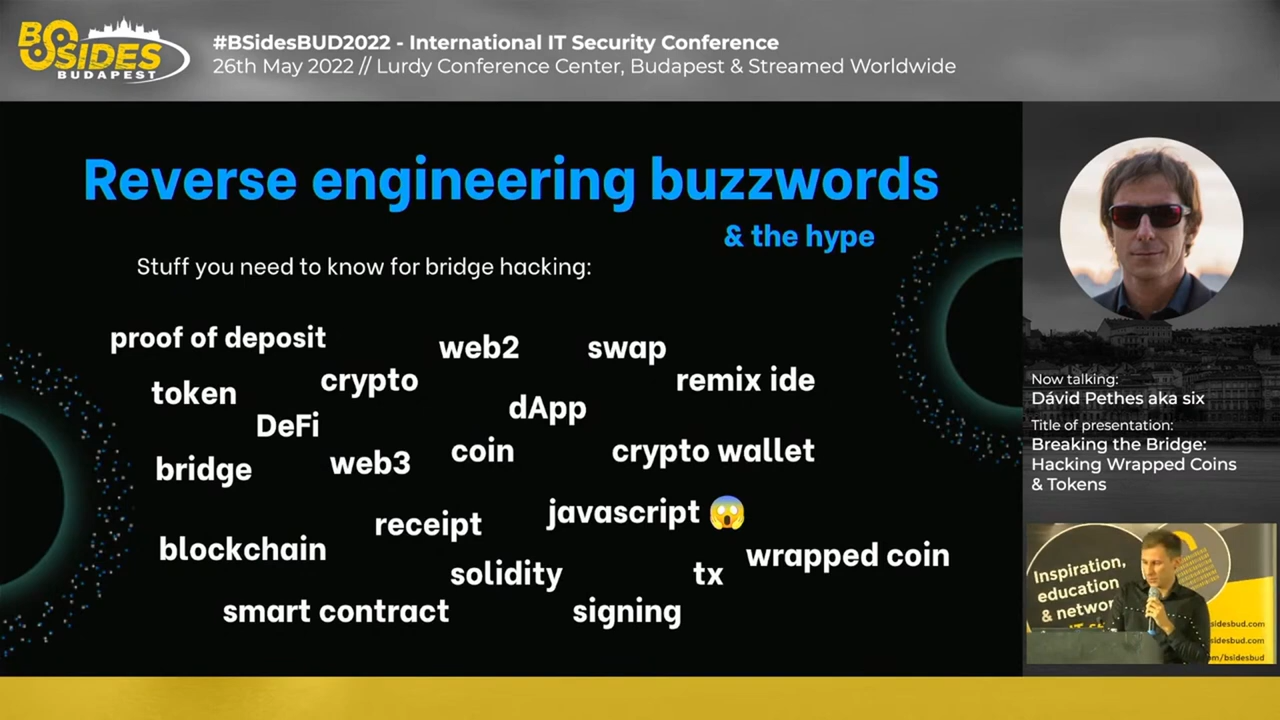 BSIDES
BUDAPEST
#BSidesBUD2022 - International IT Security Conference
26th May 2022 // Lurdy Conference Center, Budapest & Streamed Worldwide
Reverse engineering buzzwords
& the hype
Stuff you need to know for bridge hacking:
proof of deposit
web2
swap
token
crypto
remix ide
DeFi
dApp
bridge
web3
coin
crypto wallet
receipt
javascript 😱
blockchain
solidity
tx
wrapped coin
smart contract
signing
Now talking:
Dávid Pethes aka six
Title of presentation:
Breaking the Bridge:
Hacking Wrapped Coins
& Tokens
Inspiration,
education
& networ
sidesbud.com
sidesbud.com
com/bsidesbud